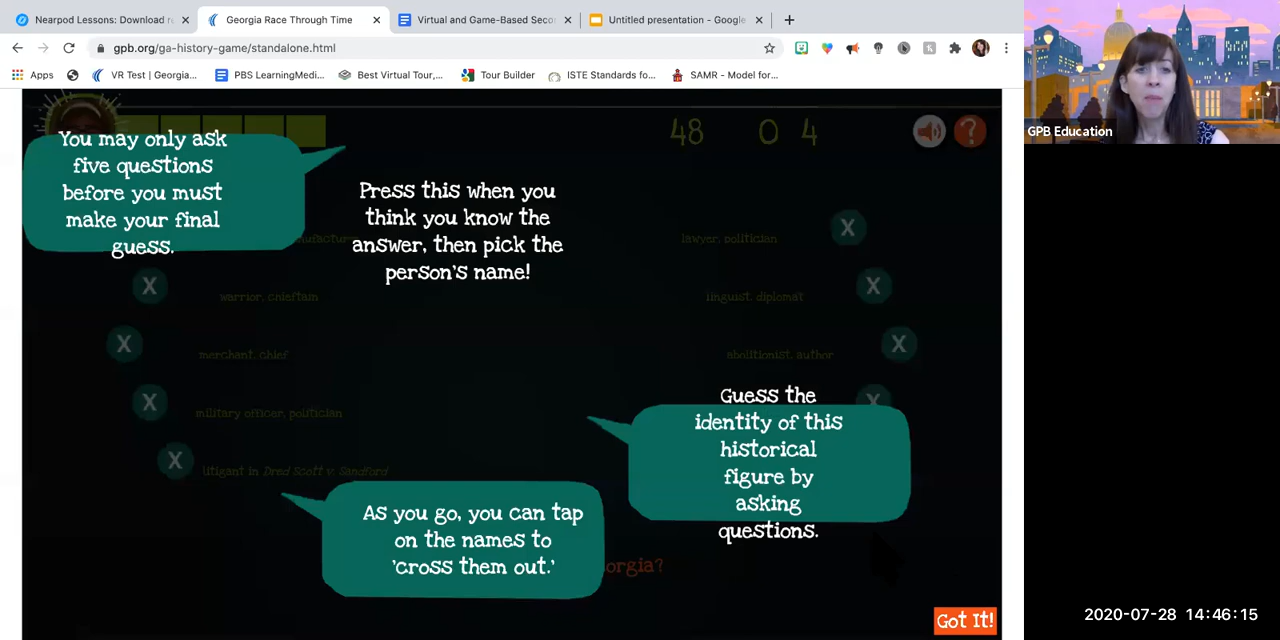 Nearpod Lessons: Download r
Georgia Race Through Time
Virtual and Game-Based Seco
Untitled presentation - Google
gpb.org/ga-history-game/standalone.html
Apps
VR Test | Georgia...
PBS LearningMedi...
Best Virtual Tour,...
Tour Builder
ISTE Standards fo...
SAMR - Model for...
GPB Education
48 0 4
?
You may only ask
five questions
before you must
make your final
guess.
Press this when you
think you know the
answer, then pick the
person's name!
lawyer, politician
X
X
warrior, chieftain
linguist, diplomat
X
X
merchant, chief
abolitionist, author
X
X
military officer, politician
X
X
litigant in Dred Scott v. Sandford
Guess the
identity of this
historical
figure by
asking
questions.
As you go, you can tap
on the names to
'cross them out.'
orgia?
Got It!
2020-07-28 14:46:15